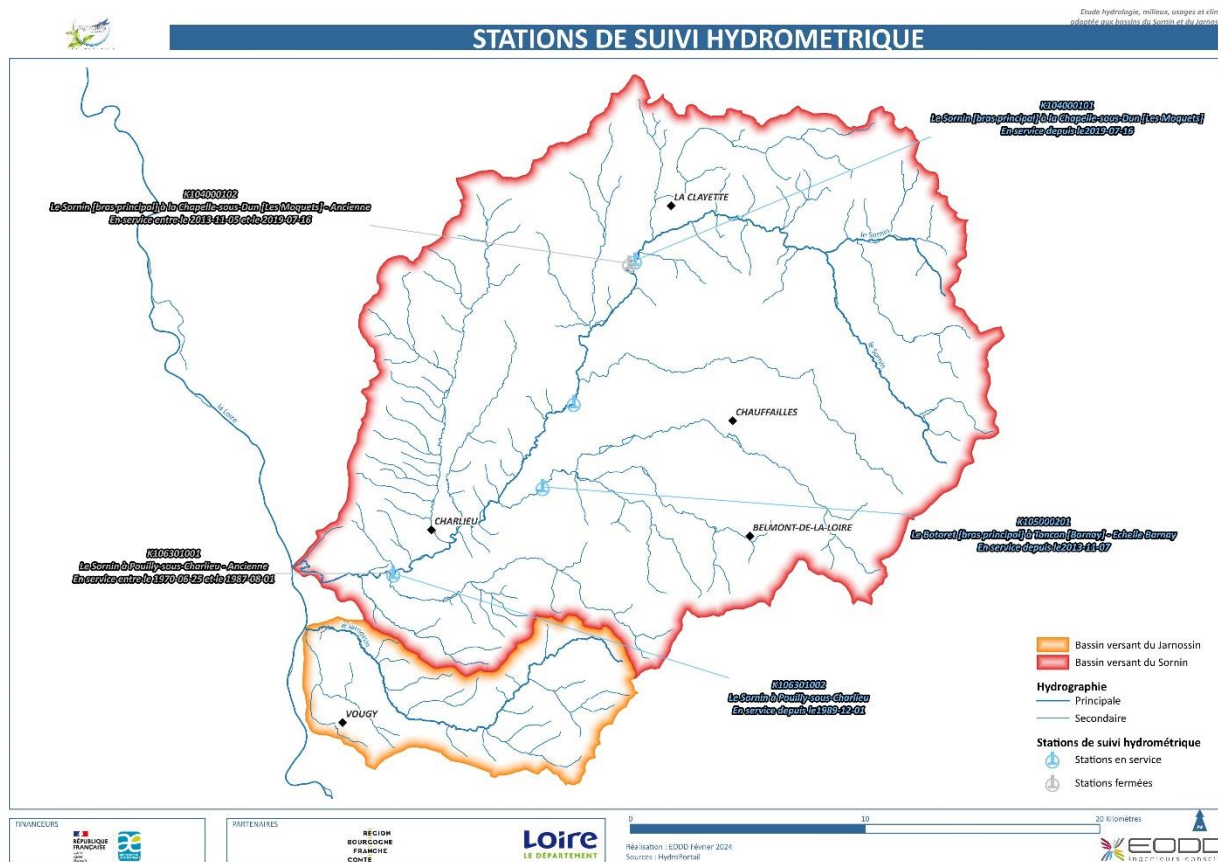 Etude hydrologie, milieux, usages et clim
adaptée aux bassins du Sornin et du Jarnos
STATIONS DE SUIVI HYDROMETRIQUE
K104000101
Le Sornin [bras principal] à la Chapelle-sous-Dun [Les Moquets]
En service depuis le2019-07-16
K104000102
Le Sornin [bras principal] à la Chapelle-sous-Dun [Les Moquets] - Ancienne
En service entre le 2013-11-05 et le 2019-07-16
LA CLAYETTE
le Sornin
le Sornin
la Loire
CHAUFFAILLES
CHARLIEU
BELMONT-DE-LA-LOIRE
K105000201
Le Botoret [bras principal] à Tancon [Barnay] - Echelle Barnay
En service depuis le2013-11-07
K106301001
Le Sornin à Pouilly-sous-Charlieu - Ancienne
En service entre le 1970-06-25 et le 1987-08-01
le Jarnossin
K106301002
Le Sornin à Pouilly-sous-Charlieu
En service depuis le1989-12-01
VOUGY
Bassin versant du Jarnossin
Bassin versant du Sornin
Hydrographie
Principale
Secondaire
Stations de suivi hydrométrique
Stations en service
Stations fermées
FINANCEURS
RÉPUBLIQUE
FRANÇAISE
PARTENAIRES
RÉGION
BOURGOGNE
FRANCHE
COMTÉ
Loire
LE DÉPARTEMENT
0 10 20 Kilomètres
Réalisation : EODD Février 2024
Sources : HydroPortail
N
EODD
ingénieurs conseil